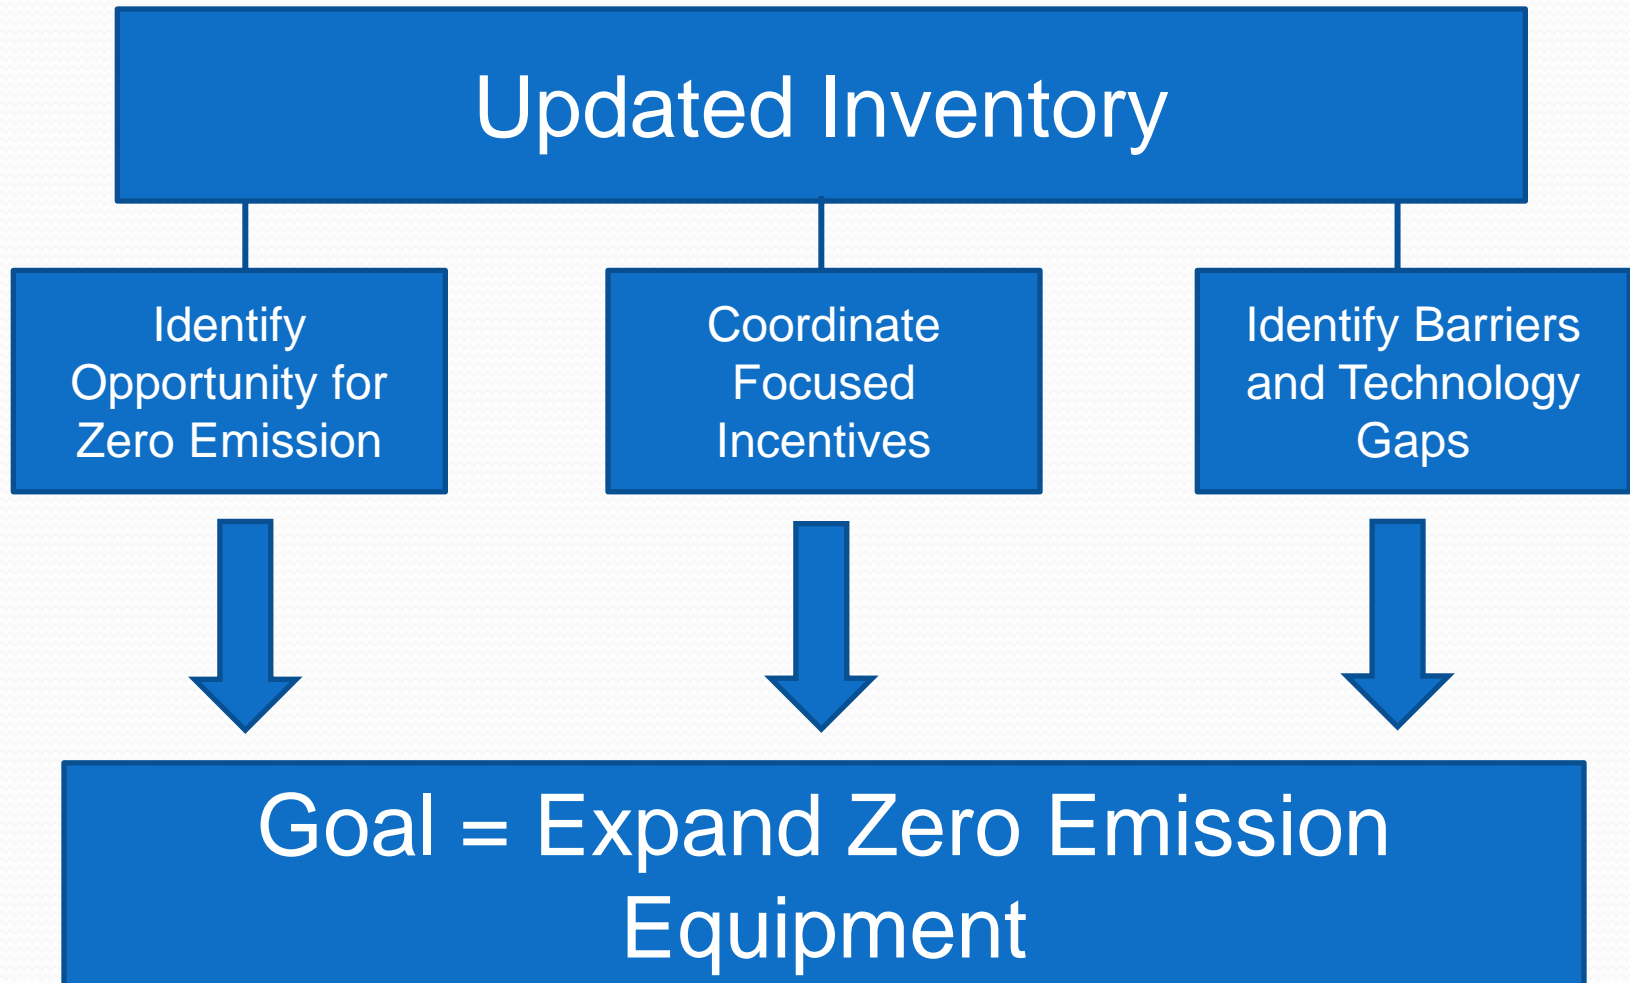 Updated Inventory
Identify
Opportunity for
Zero Emission
Coordinate
Focused
Incentives
Identify Barriers
and Technology
Gaps
Goal = Expand Zero Emission
Equipment